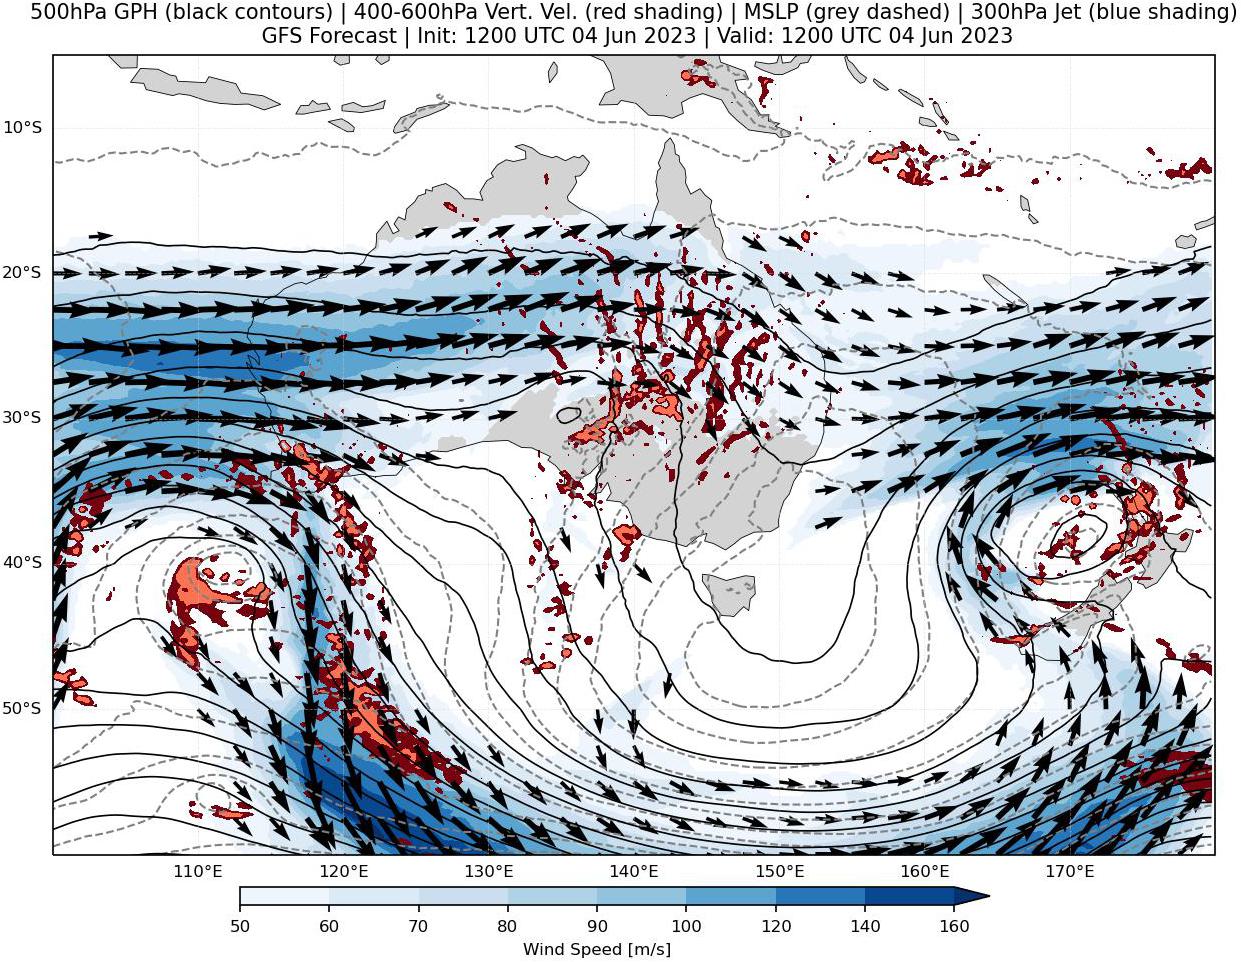 500hPa GPH (black contours) | 400-600hPa Vert. Vel. (red shading) | MSLP (grey dashed) | 300hPa Jet (blue shading)
GFS Forecast | Init: 1200 UTC 04 Jun 2023 | Valid: 1200 UTC 04 Jun 2023
10°S
20°S
30°S
40°S
50°S
110°E 120°E 130°E 140°E 150°E 160°E 170°E
50 60 70 80 90 100 120 140 160
Wind Speed [m/s]